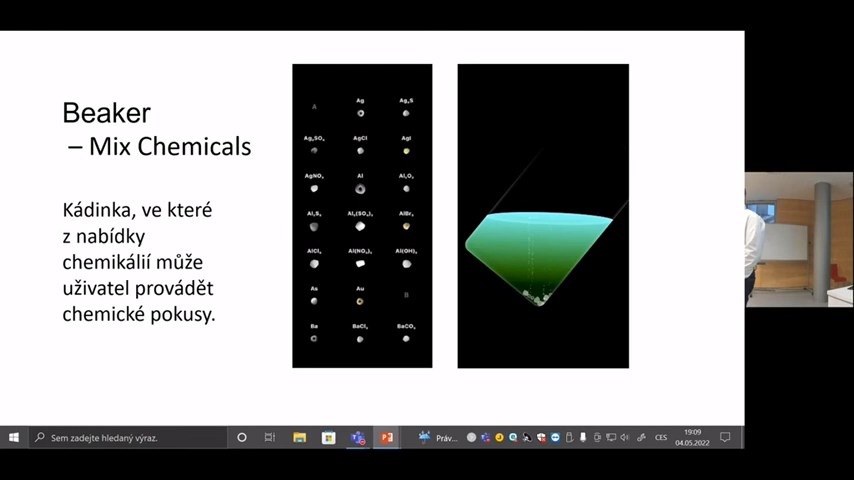 Beaker
– Mix Chemicals
Kádinka, ve které
z nabídky
chemikálií může
uživatel provádět
chemické pokusy.
A Ag Ag₂S
Ag₂SO₄ AgCl AgI
AgNO₃ Al Al₂O₃
Al₂S₃ Al₂(SO₄)₃ AlBr₃
AlCl₃ Al(NO₃)₃ Al(OH)₃
As Au B
Ba BaCl₂ BaCO₃
Sem zadejte hledaný výraz.
Práv...
CES
19:09
04.05.2022